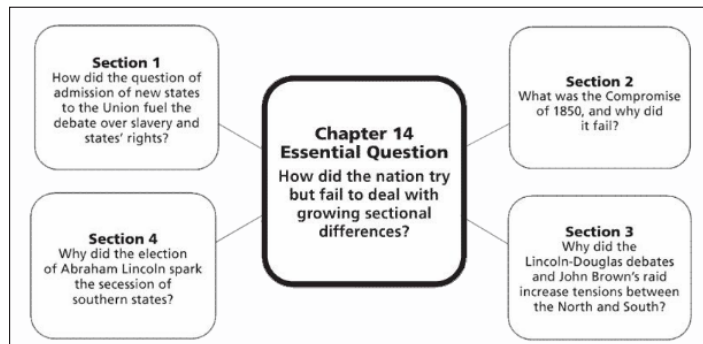 Section 1
How did the question of
admission of new states
to the Union fuel the
debate over slavery and
states' rights?
Chapter 14
Essential Question
How did the nation try
but fail to deal with
growing sectional
differences?
Section 2
What was the Compromise
of 1850, and why did
it fail?
Section 4
Why did the election
of Abraham Lincoln spark
the secession of
southern states?
Section 3
Why did the
Lincoln-Douglas debates
and John Brown's raid
increase tensions between
the North and South?